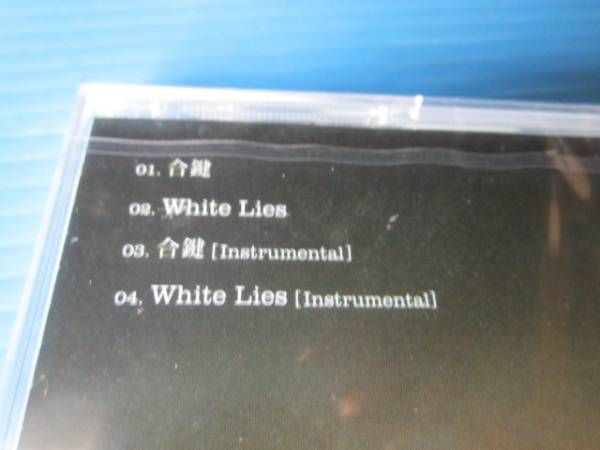 01. 合鍵
02. White Lies
03. 合鍵 [Instrumental]
04. White Lies [Instrumental]